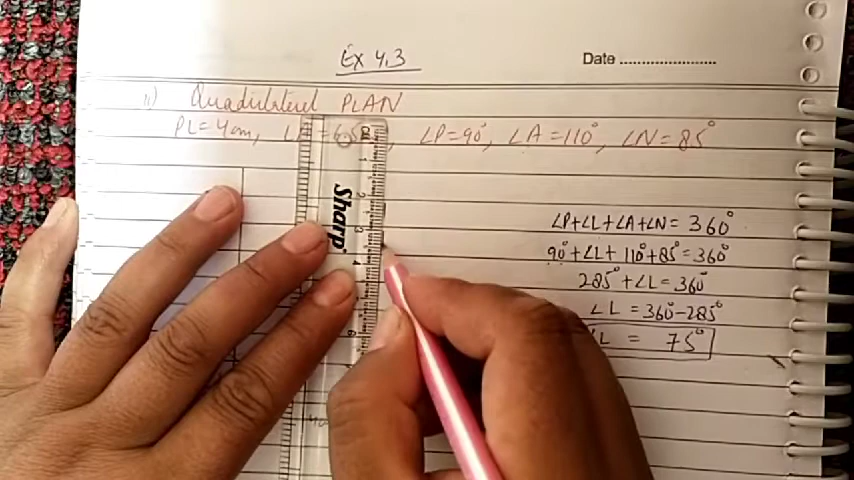 Ex 4.3
Date
ii) Quadrilateral PLAN
PL=4cm, ∠P=90°, ∠A=110°, ∠N=85°
Sharp
∠P+∠L+∠A+∠N=360°
90°+∠L+110°+85°=360°
285°+∠L=360°
∠L=360°-285°
∠L = 75°